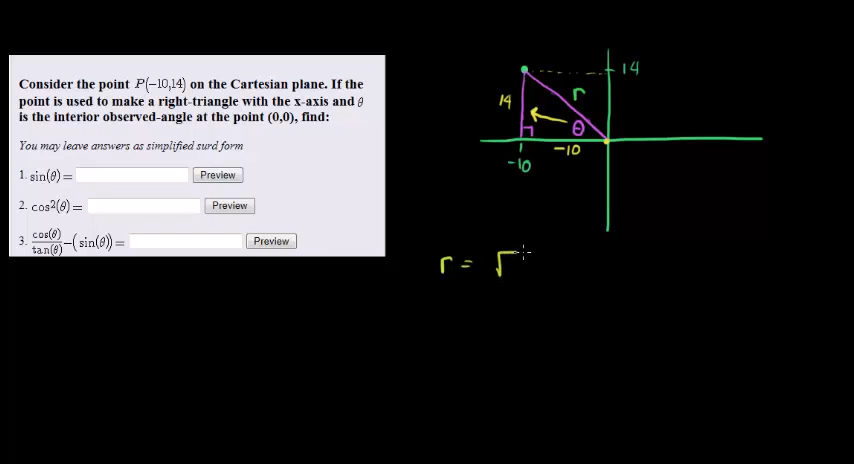 Consider the point P(−10,14) on the Cartesian plane. If the
point is used to make a right-triangle with the x-axis and θ
is the interior observed-angle at the point (0,0), find:
You may leave answers as simplified surd form
1. sin(θ) = Preview
2. cos²(θ) = Preview
3. cos(θ)/tan(θ) −(sin(θ)) = Preview
14
r
14
θ
-10
-10
r = √